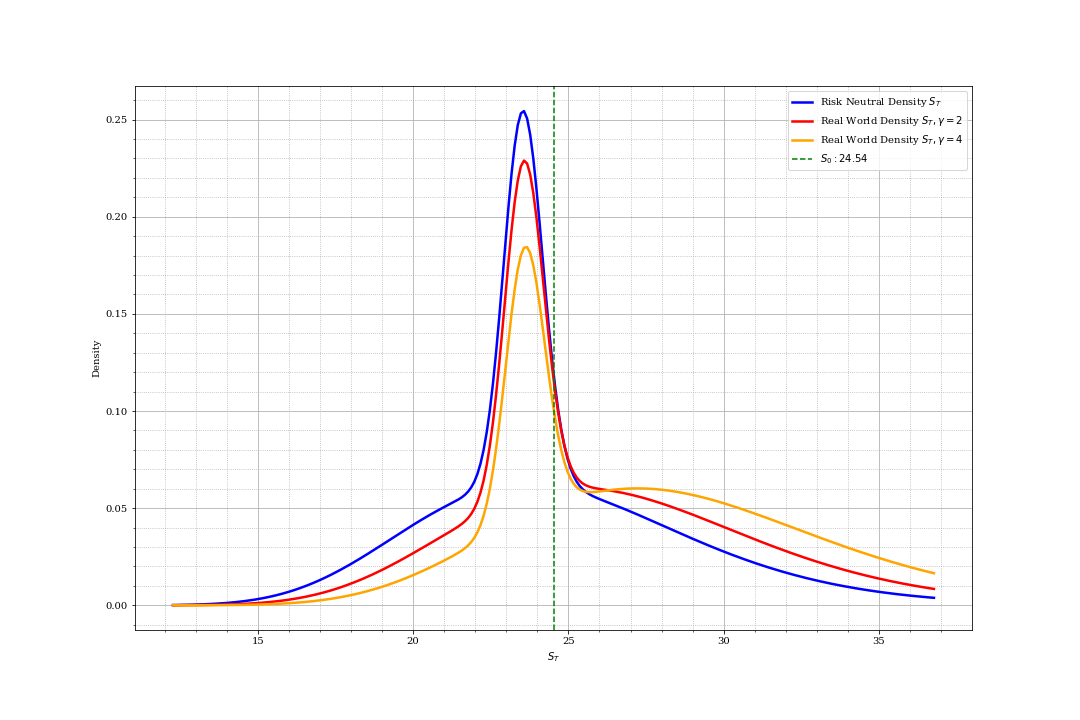 Risk Neutral Density S_T
Real World Density S_T, γ = 2
Real World Density S_T, γ = 4
S_0 : 24.54
0.25
0.20
0.15
0.10
0.05
0.00
Density
15 20 25 30 35
S_T